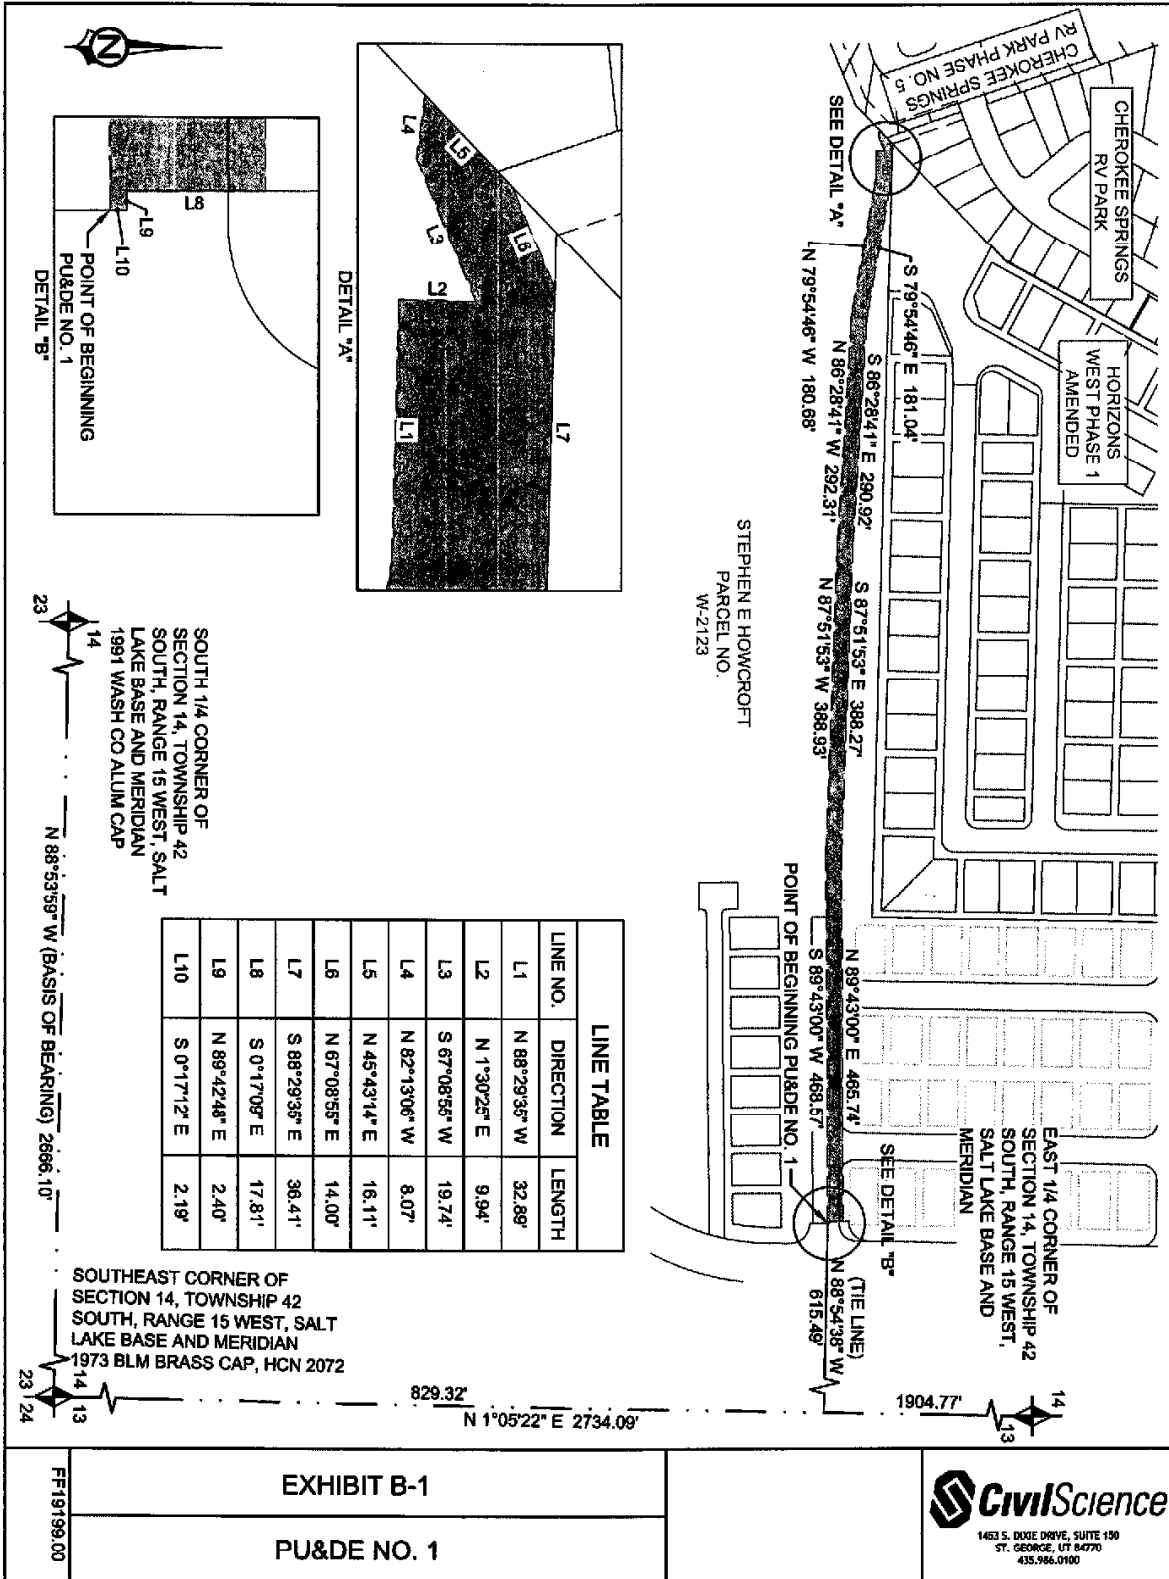 CHEROKEE SPRINGS
RV PARK PHASE NO. 5
CHEROKEE SPRINGS
RV PARK
HORIZONS
WEST PHASE 1
AMENDED
SEE DETAIL "A"
S 79°54'46" E 181.04'
N 79°54'46" W 180.68'
S 86°28'41" E 290.92'
N 86°28'41" W 292.31'
S 87°51'53" E 388.27'
N 87°51'53" W 388.93'
N 89°43'00" E 465.74'
S 89°43'00" W 468.57'
POINT OF BEGINNING PU&DE NO. 1
SEE DETAIL "B"
(TIE LINE)
N 88°54'38" W
615.49'
EAST 1/4 CORNER OF
SECTION 14, TOWNSHIP 42
SOUTH, RANGE 15 WEST,
SALT LAKE BASE AND
MERIDIAN
STEPHEN E HOWCROFT
PARCEL NO.
W-2123
N
L4
L5
L3
L6
L2
L1
L7
DETAIL "A"
L8
L9
L10
POINT OF BEGINNING
PU&DE NO. 1
DETAIL "B"
SOUTH 1/4 CORNER OF
SECTION 14, TOWNSHIP 42
SOUTH, RANGE 15 WEST, SALT
LAKE BASE AND MERIDIAN
1991 WASH CO ALUM CAP
14
23
N 88°53'59" W (BASIS OF BEARING) 2666.10'
LINE TABLE
LINE NO. DIRECTION LENGTH
L1 N 88°29'35" W 32.89'
L2 N 1°30'25" E 9.94'
L3 S 67°08'55" W 19.74'
L4 N 82°13'06" W 8.07'
L5 N 45°43'14" E 16.11'
L6 N 67°08'55" E 14.00'
L7 S 88°29'35" E 36.41'
L8 S 0°17'09" E 17.81'
L9 N 89°42'48" E 2.40'
L10 S 0°17'12" E 2.19'
SOUTHEAST CORNER OF
SECTION 14, TOWNSHIP 42
SOUTH, RANGE 15 WEST, SALT
LAKE BASE AND MERIDIAN
1973 BLM BRASS CAP, HCN 2072
14 13
23 24
829.32'
N 1°05'22" E 2734.09'
1904.77'
14
13
FF19199.00
EXHIBIT B-1
PU&DE NO. 1
CivilScience
1453 S. DIXIE DRIVE, SUITE 150
ST. GEORGE, UT 84770
435.986.0100